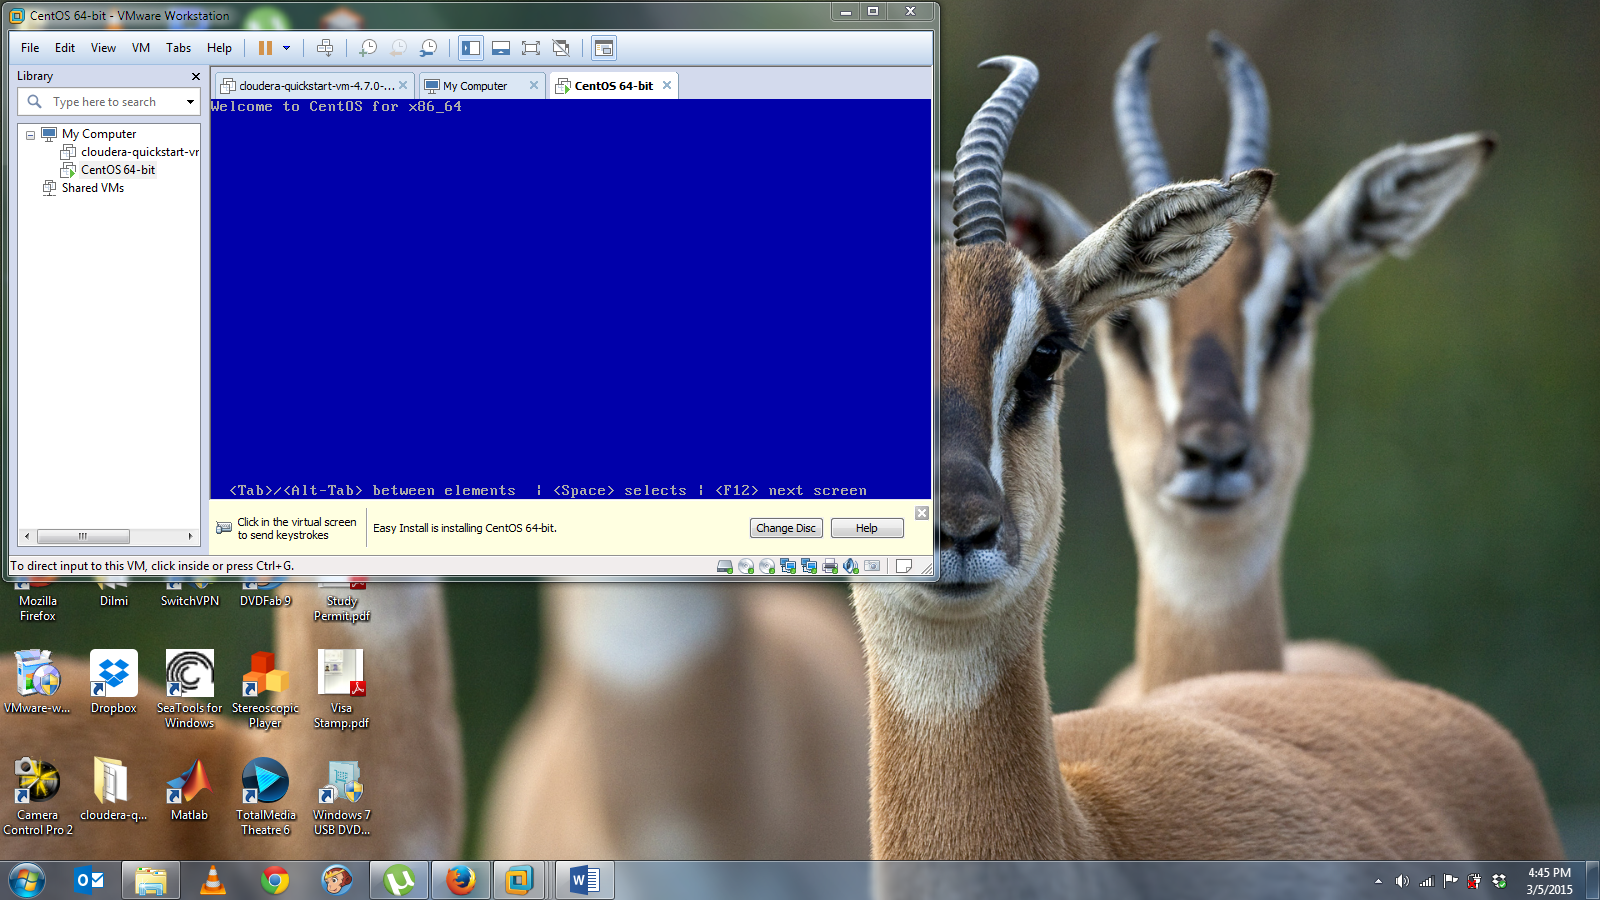 CentOS 64-bit - VMware Workstation
File Edit View VM Tabs Help
Library
Type here to search
My Computer
cloudera-quickstart-vr
CentOS 64-bit
Shared VMs
cloudera-quickstart-vm-4.7.0-...
My Computer
CentOS 64-bit
Welcome to CentOS for x86_64
<Tab>/<Alt-Tab> between elements | <Space> selects | <F12> next screen
Click in the virtual screen
to send keystrokes
Easy Install is installing CentOS 64-bit.
Change Disc
Help
To direct input to this VM, click inside or press Ctrl+G.
Mozilla
Firefox
Dilmi
SwitchVPN
DVDFab 9
Study
Permit.pdf
VMware-w...
Dropbox
SeaTools for
Windows
Stereoscopic
Player
Visa
Stamp.pdf
Camera
Control Pro 2
cloudera-q...
Matlab
TotalMedia
Theatre 6
Windows 7
USB DVD...
4:45 PM
3/5/2015